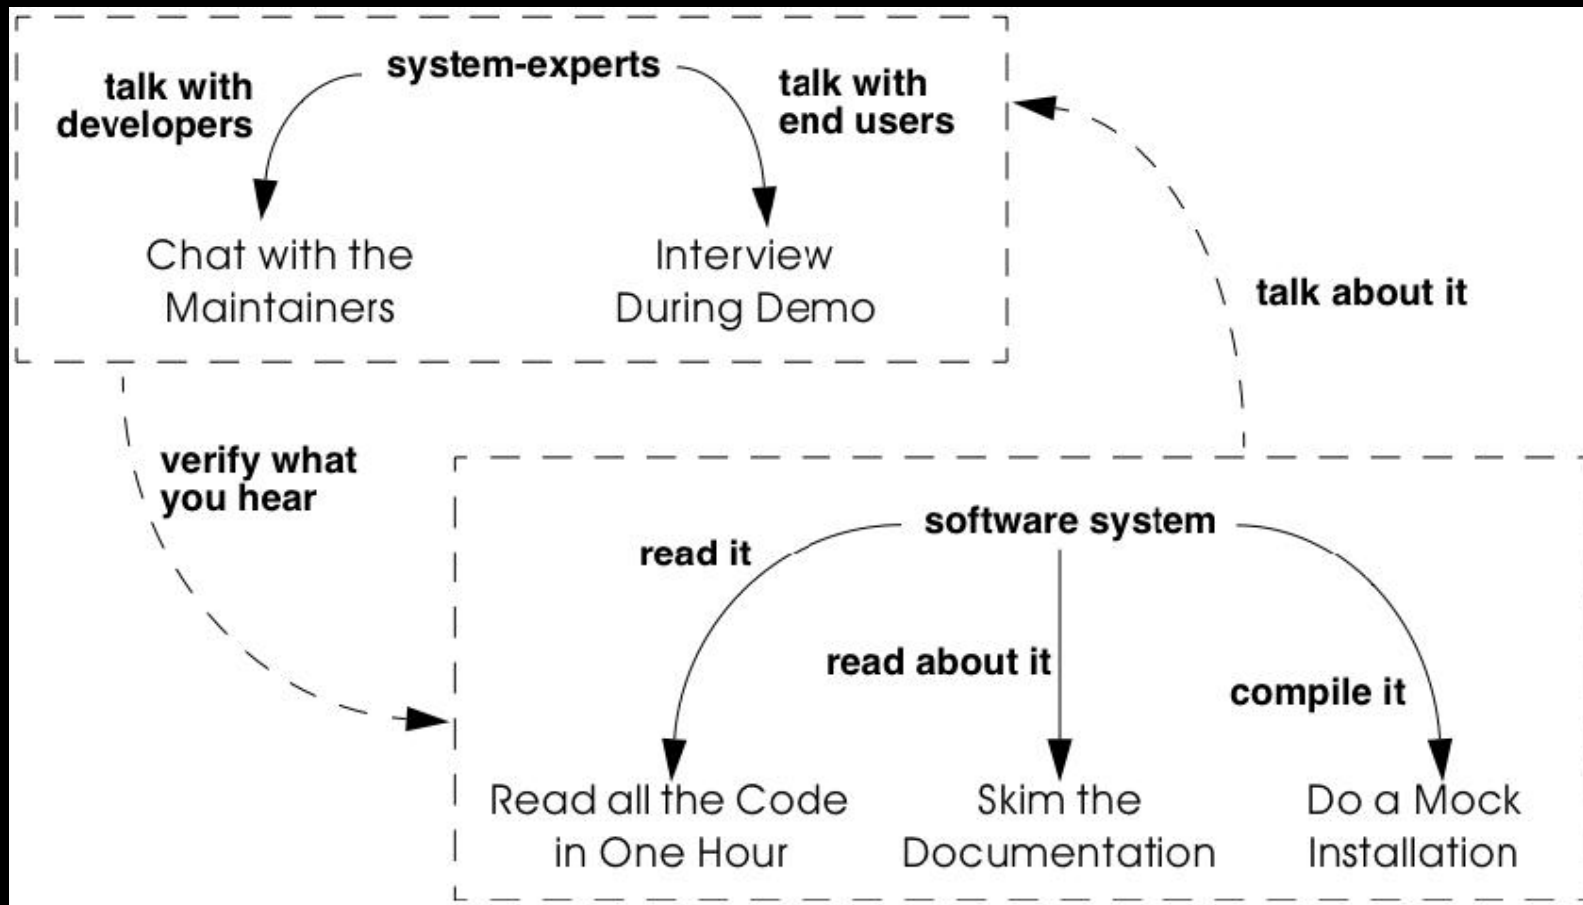 system-experts
talk with
developers
talk with
end users
Chat with the
Maintainers
Interview
During Demo
talk about it
verify what
you hear
software system
read it
read about it
compile it
Read all the Code
in One Hour
Skim the
Documentation
Do a Mock
Installation